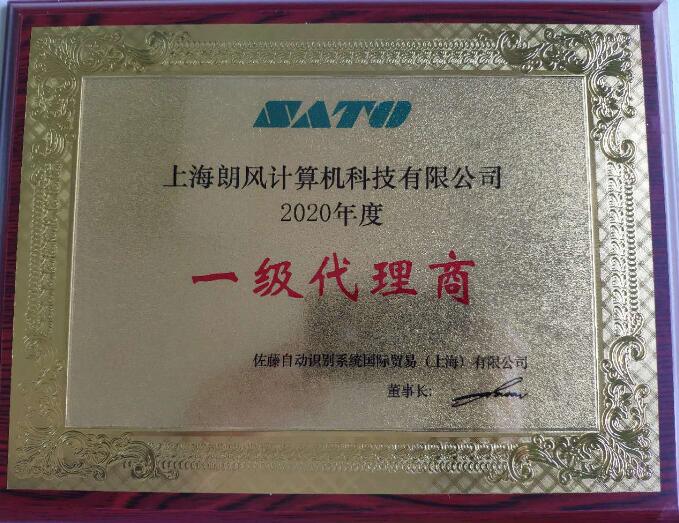 SATO
上海朗风计算机科技有限公司
2020年度
一级代理商
佐藤自动识别系统国际贸易（上海）有限公司
董事长: